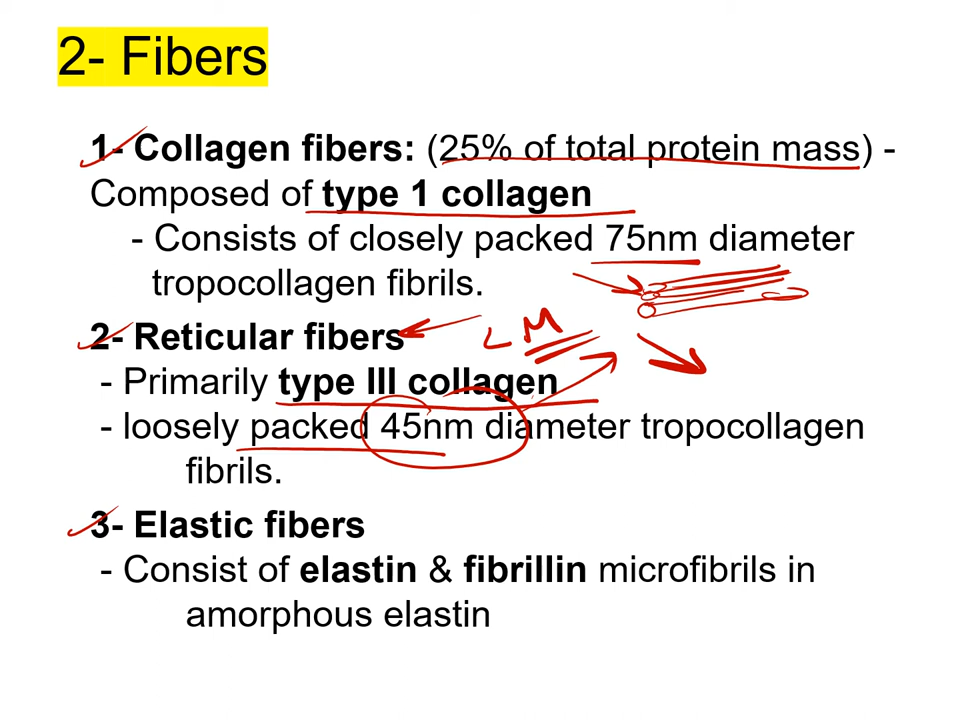 2- Fibers
1- Collagen fibers: (25% of total protein mass) -
Composed of type 1 collagen
- Consists of closely packed 75nm diameter
tropocollagen fibrils.
2- Reticular fibers
LM
- Primarily type III collagen
- loosely packed 45nm diameter tropocollagen
fibrils.
3- Elastic fibers
- Consist of elastin & fibrillin microfibrils in
amorphous elastin